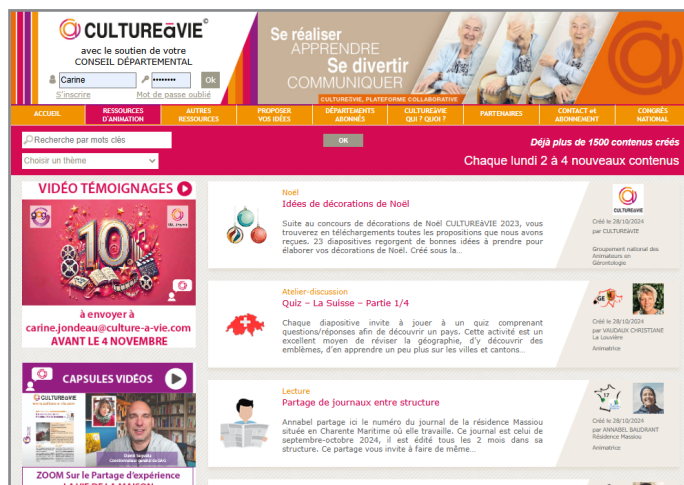 CULTUREàVIE©
avec le soutien de votre
CONSEIL DÉPARTEMENTAL
Carine
Ok
S'inscrire
Mot de passe oublié
Se réaliser
APPRENDRE
Se divertir
COMMUNIQUER
CULTUREàVIE, PLATEFORME COLLABORATIVE
ACCUEIL
RESSOURCES
D'ANIMATION
AUTRES
RESSOURCES
PROPOSER
VOS IDÉES
DÉPARTEMENTS
ABONNÉS
CULTUREàVIE
QUI ? QUOI ?
PARTENAIRES
CONTACT et
ABONNEMENT
CONGRÈS
NATIONAL
Recherche par mots clés
OK
Choisir un thème
Déjà plus de 1500 contenus créés
Chaque lundi 2 à 4 nouveaux contenus
VIDÉO TÉMOIGNAGES
10
à envoyer à
carine.jondeau@culture-a-vie.com
AVANT LE 4 NOVEMBRE
CAPSULES VIDÉOS
CULTUREàVIE
ZOOM Sur le Partage d'expérience
Noël
Idées de décorations de Noël
Suite au concours de décorations de Noël CULTUREàVIE 2023, vous
trouverez en téléchargements toutes les propositions que nous avons
reçues. 23 diapositives regorgent de bonnes idées à prendre pour
élaborer vos décorations de Noël. Créé sous la...
CULTUREàVIE
Créé le 28/10/2024
par CULTUREàVIE
Groupement national des
Animateurs en
Gérontologie
Atelier-discussion
Quiz – La Suisse – Partie 1/4
Chaque diapositive invite à jouer à un quiz comprenant
questions/réponses afin de découvrir un pays. Cette activité est un
excellent moyen de réviser la géographie, d'y découvrir des
emblèmes, d'en apprendre un peu plus sur les villes et cantons...
GE
Créé le 28/10/2024
par VAUDAUX CHRISTIANE
La Louvière
Animatrice
Lecture
Partage de journaux entre structure
Annabel partage ici le numéro du journal de la résidence Massiou
située en Charente Maritime où elle travaille. Ce journal est celui de
septembre-octobre 2024, il est édité tous les 2 mois dans sa
structure. Ce partage vous invite à faire de même...
17
Créé le 28/10/2024
par ANNABEL BAUDRANT
Résidence Massiou
Animatrice